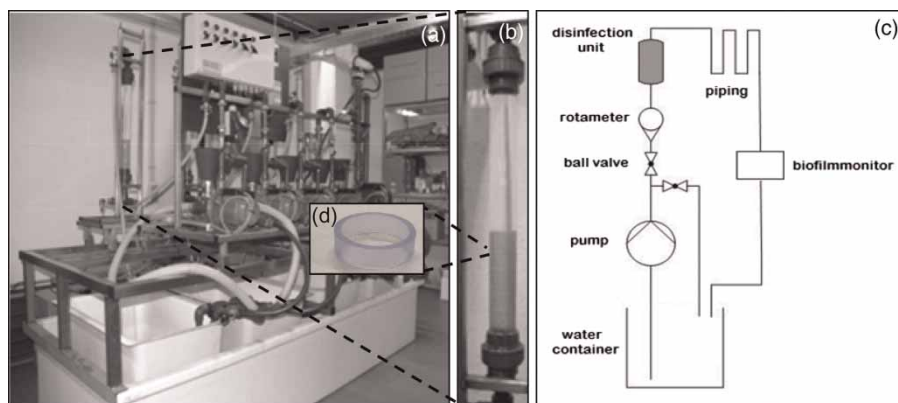 (a)
(b)
(c)
(d)
disinfection
unit
piping
rotameter
ball valve
biofilmmonitor
pump
water
container